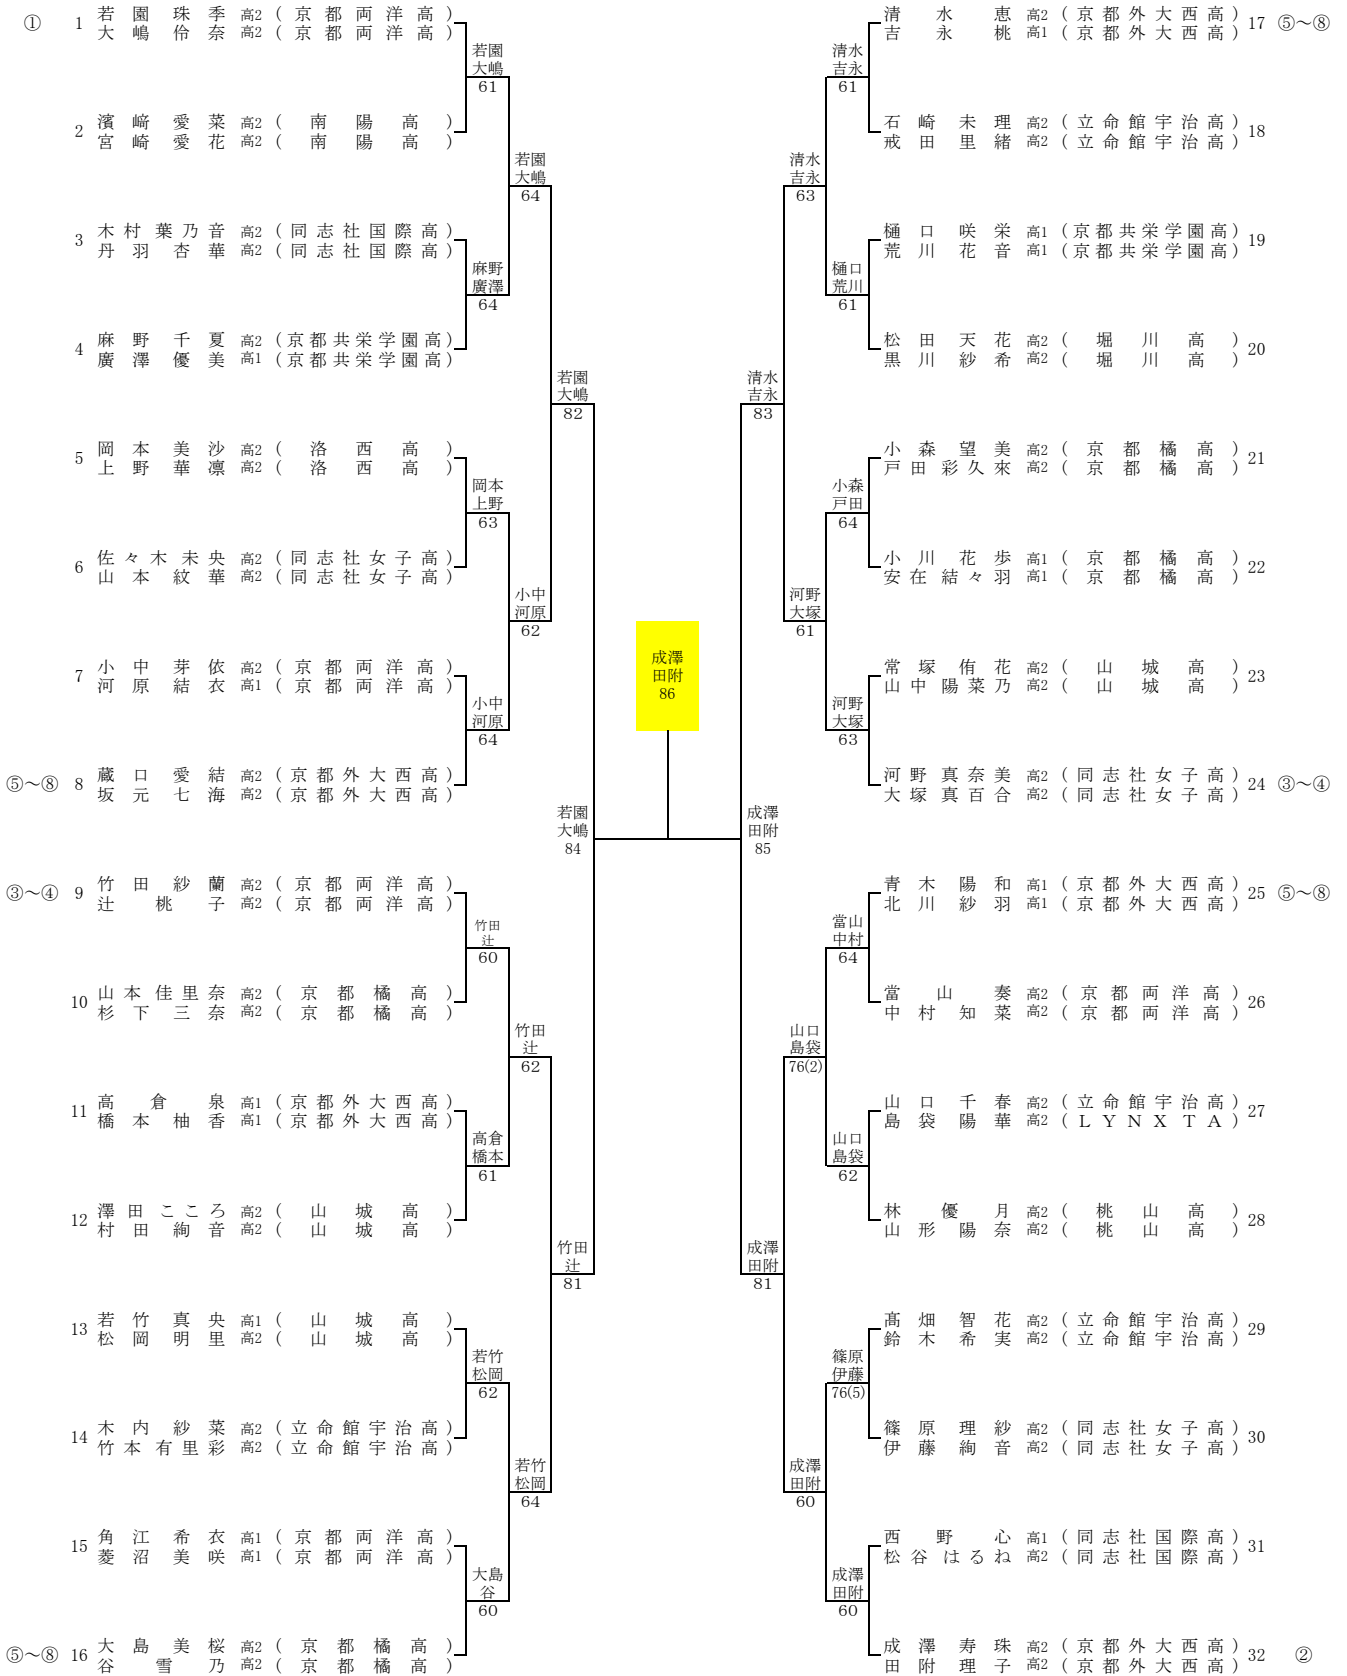 ① 1 若園珠季 高2 (京都両洋高)
大嶋伶奈 高2 (京都両洋高)
若園
大嶋
61
2 濱﨑愛菜 高2 (南陽高)
宮崎愛花 高2 (南陽高)
若園
大嶋
64
3 木村葉乃音 高2 (同志社国際高)
丹羽杏華 高2 (同志社国際高)
麻野
廣澤
64
4 麻野千夏 高2 (京都共栄学園高)
廣澤優美 高1 (京都共栄学園高)
若園
大嶋
82
5 岡本美沙 高2 (洛西高)
上野華凛 高2 (洛西高)
岡本
上野
63
6 佐々木未央 高2 (同志社女子高)
山本紋華 高2 (同志社女子高)
小中
河原
62
7 小中芽依 高2 (京都両洋高)
河原結衣 高1 (京都両洋高)
小中
河原
64
⑤～⑧ 8 蔵口愛結 高2 (京都外大西高)
坂元七海 高2 (京都外大西高)
若園
大嶋
84
③～④ 9 竹田紗蘭 高2 (京都両洋高)
辻桃子 高2 (京都両洋高)
竹田
辻
60
10 山本佳里奈 高2 (京都橘高)
杉下三奈 高2 (京都橘高)
竹田
辻
62
11 高倉泉 高1 (京都外大西高)
橋本柚香 高1 (京都外大西高)
高倉
橋本
61
12 澤田こころ 高2 (山城高)
村田絢音 高2 (山城高)
竹田
辻
81
13 若竹真央 高1 (山城高)
松岡明里 高2 (山城高)
若竹
松岡
62
14 木内紗菜 高2 (立命館宇治高)
竹本有里彩 高2 (立命館宇治高)
若竹
松岡
64
15 角江希衣 高1 (京都両洋高)
菱沼美咲 高1 (京都両洋高)
大島
谷
60
⑤～⑧ 16 大島美桜 高2 (京都橘高)
谷雪乃 高2 (京都橘高)
成澤
田附
86
清水恵 高2 (京都外大西高) 17 ⑤～⑧
吉永桃 高1 (京都外大西高)
清水
吉永
61
石崎未理 高2 (立命館宇治高) 18
戒田里緒 高2 (立命館宇治高)
清水
吉永
63
樋口咲栄 高1 (京都共栄学園高) 19
荒川花音 高1 (京都共栄学園高)
樋口
荒川
61
松田天花 高2 (堀川高) 20
黒川紗希 高2 (堀川高)
清水
吉永
83
小森望美 高2 (京都橘高) 21
戸田彩久來 高2 (京都橘高)
小森
戸田
64
小川花歩 高1 (京都橘高) 22
安在結々羽 高1 (京都橘高)
河野
大塚
61
常塚侑花 高2 (山城高) 23
山中陽菜乃 高2 (山城高)
河野
大塚
63
河野真奈美 高2 (同志社女子高) 24 ③～④
大塚真百合 高2 (同志社女子高)
成澤
田附
85
青木陽和 高1 (京都外大西高) 25 ⑤～⑧
北川紗羽 高1 (京都外大西高)
當山
中村
64
當山奏 高2 (京都両洋高) 26
中村知菜 高2 (京都両洋高)
山口
島袋
76(2)
山口千春 高2 (立命館宇治高) 27
島袋陽華 高2 (LYNXTA)
山口
島袋
62
林優月 高2 (桃山高) 28
山形陽奈 高2 (桃山高)
成澤
田附
81
髙畑智花 高2 (立命館宇治高) 29
鈴木希実 高2 (立命館宇治高)
篠原
伊藤
76(5)
篠原理紗 高2 (同志社女子高) 30
伊藤絢音 高2 (同志社女子高)
成澤
田附
60
西野心 高1 (同志社国際高) 31
松谷はるね 高2 (同志社国際高)
成澤
田附
60
成澤寿珠 高2 (京都外大西高) 32 ②
田附理子 高2 (京都外大西高)